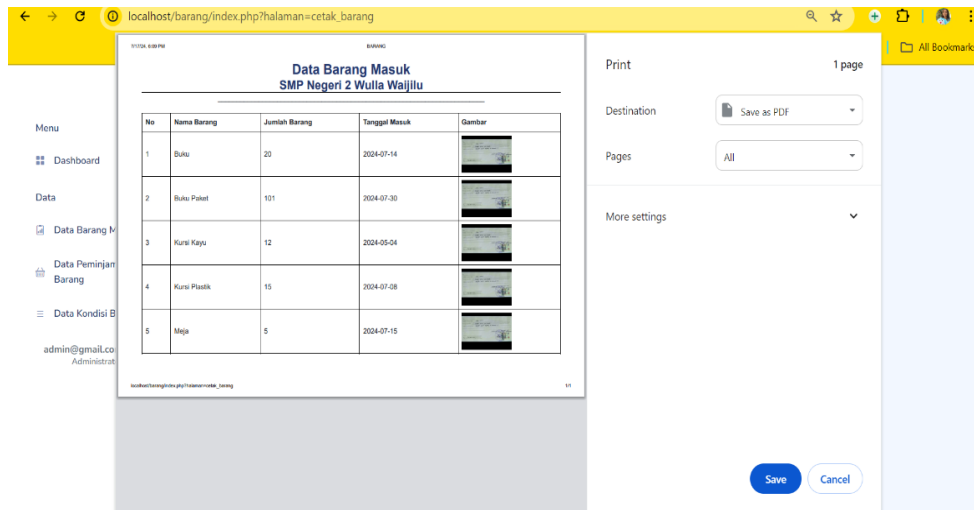 localhost/barang/index.php?halaman=cetak_barang
All Bookmarks
Menu
Dashboard
Data
Data Barang M
Data Peminjam
Barang
Data Kondisi B
admin@gmail.co
Administrat
7/17/24, 6:09 PM BARANG
Data Barang Masuk
SMP Negeri 2 Wulla Waijilu
No Nama Barang Jumlah Barang Tanggal Masuk Gambar
1 Buku 20 2024-07-14
2 Buku Paket 101 2024-07-30
3 Kursi Kayu 12 2024-05-04
4 Kursi Plastik 15 2024-07-08
5 Meja 5 2024-07-15
localhost/barang/index.php?halaman=cetak_barang 1/1
Print 1 page
Destination Save as PDF
Pages All
More settings
Save Cancel